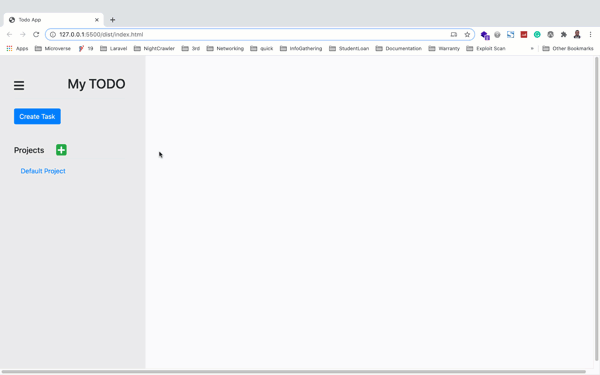 Todo App
127.0.0.1:5500/dist/index.html
Apps Microverse 19 Laravel NightCrawler 3rd Networking quick InfoGathering StudentLoan Documentation Warranty Exploit Scan » Other Bookmarks
My TODO
Create Task
Projects
Default Project